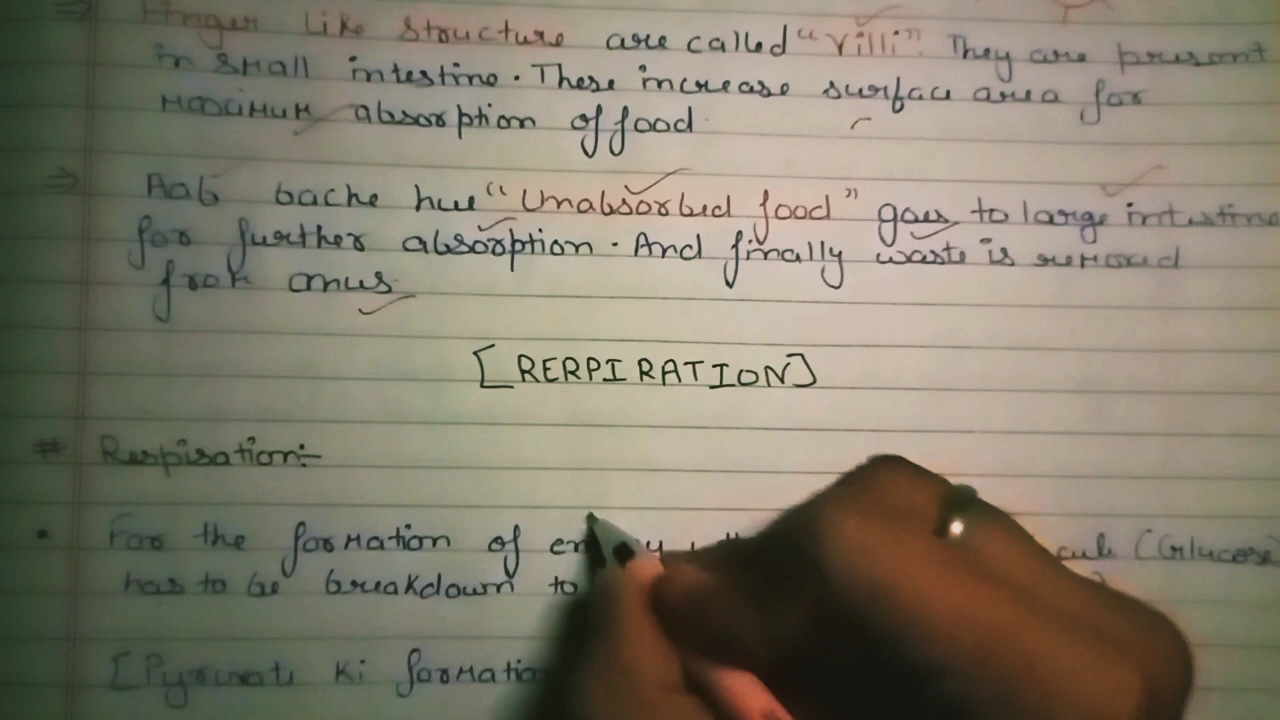 ⇒ Finger like structure are called "Villi". They are present
in small intestine. These increase surface area for
maximum absorption of food.
⇒ Aab bache hue "Unabsorbed food" goes to large intestine
for further absorption. And finally waste is removed
from anus.
[RERPIRATION]
# Respiration:-
• For the formation of (Glucose)
has to be breakdown to
[Pyruvate ki